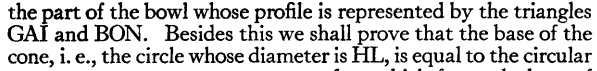 the part of the bowl whose profile is represented by the triangles
GAI and BON. Besides this we shall prove that the base of the
cone, i. e., the circle whose diameter is HL, is equal to the circular